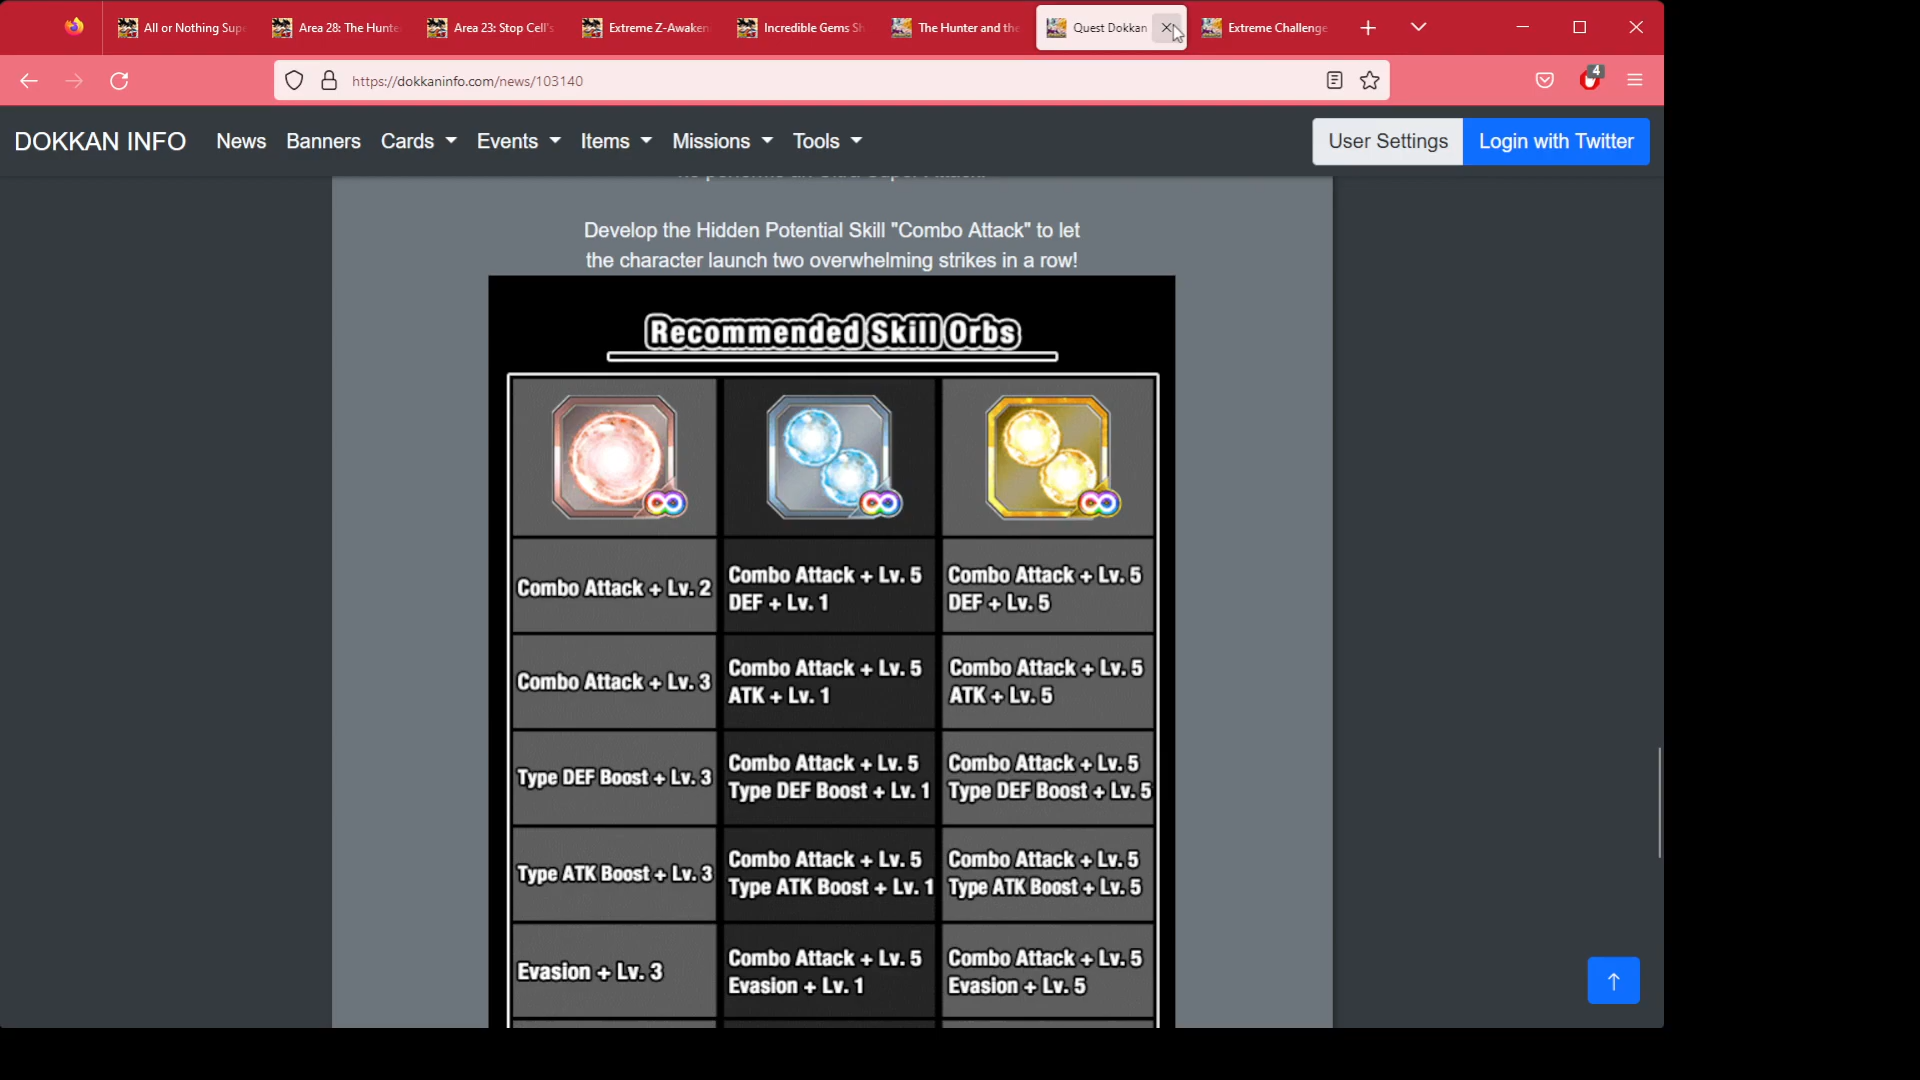 All or Nothing Sup
Area 28: The Hunte
Area 23: Stop Cell's
Extreme Z-Awaken
Incredible Gems Sh
The Hunter and the
Quest Dokkan
Extreme Challenge
https://dokkaninfo.com/news/103140
4
DOKKAN INFO
News
Banners
Cards
Events
Items
Missions
Tools
User Settings
Login with Twitter
Develop the Hidden Potential Skill "Combo Attack" to let
the character launch two overwhelming strikes in a row!
Recommended Skill Orbs
Combo Attack + Lv. 2
Combo Attack + Lv. 5
DEF + Lv. 1
Combo Attack + Lv. 5
DEF + Lv. 5
Combo Attack + Lv. 3
Combo Attack + Lv. 5
ATK + Lv. 1
Combo Attack + Lv. 5
ATK + Lv. 5
Type DEF Boost + Lv. 3
Combo Attack + Lv. 5
Type DEF Boost + Lv. 1
Combo Attack + Lv. 5
Type DEF Boost + Lv. 5
Type ATK Boost + Lv. 3
Combo Attack + Lv. 5
Type ATK Boost + Lv. 1
Combo Attack + Lv. 5
Type ATK Boost + Lv. 5
Evasion + Lv. 3
Combo Attack + Lv. 5
Evasion + Lv. 1
Combo Attack + Lv. 5
Evasion + Lv. 5